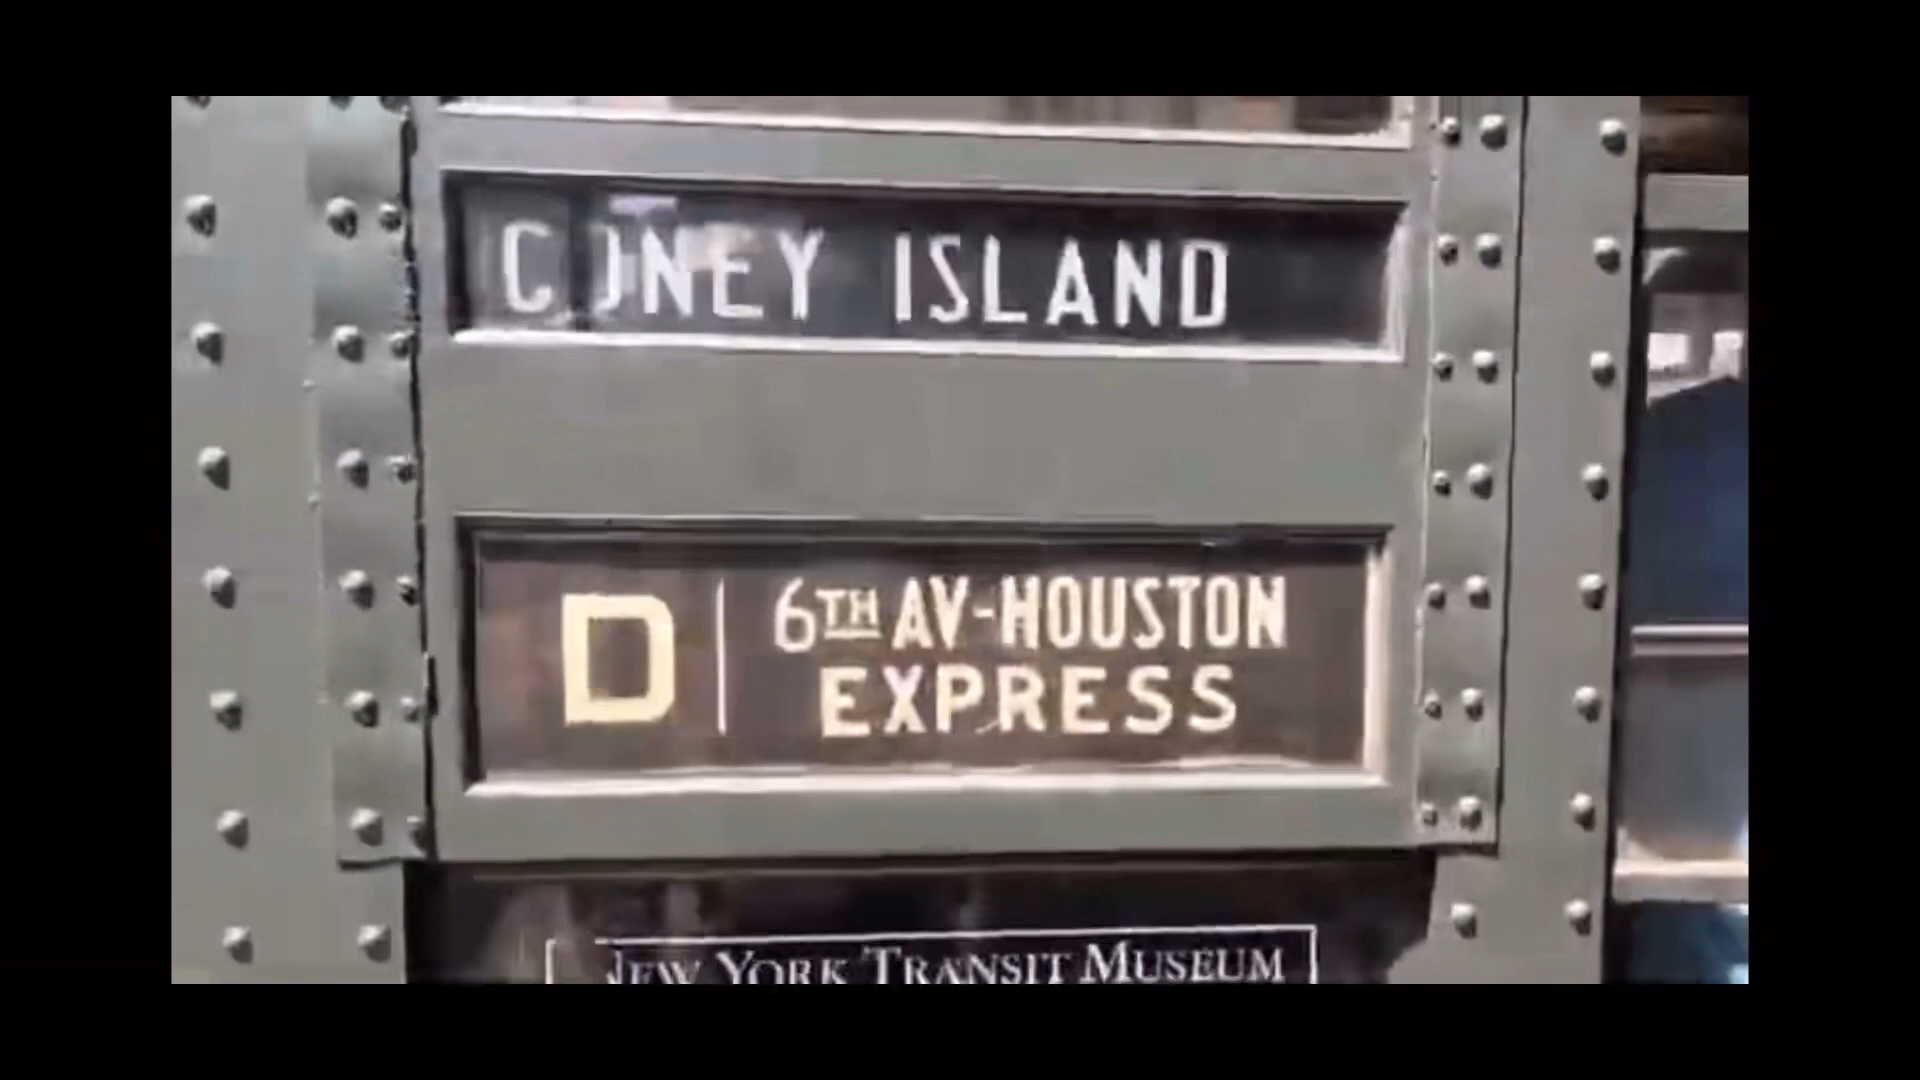 CONEY ISLAND
D
6TH AV-HOUSTON
EXPRESS
NEW YORK TRANSIT MUSEUM